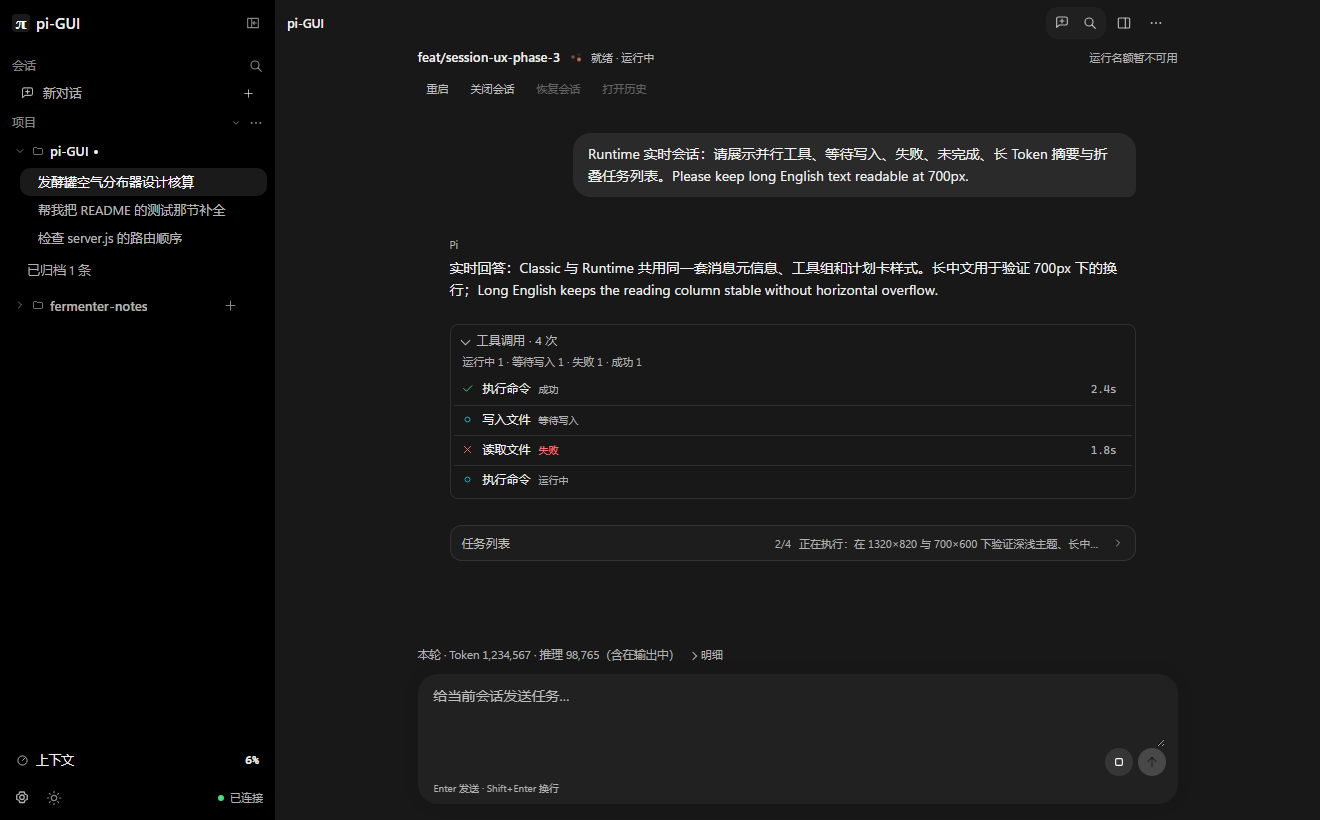 π pi-GUI
会话
新对话
项目
pi-GUI
发酵罐空气分布器设计核算
帮我把 README 的测试那节补全
检查 server.js 的路由顺序
已归档 1 条
fermenter-notes
上下文 6%
已连接
pi-GUI
feat/session-ux-phase-3 就绪 · 运行中 运行名额暂不可用
重启 关闭会话 恢复会话 打开历史
Runtime 实时会话：请展示并行工具、等待写入、失败、未完成、长 Token 摘要与折
叠任务列表。Please keep long English text readable at 700px.
Pi
实时回答：Classic 与 Runtime 共用同一套消息元信息、工具组和计划卡样式。长中文用于验证 700px 下的换
行；Long English keeps the reading column stable without horizontal overflow.
工具调用 · 4 次
运行中 1 · 等待写入 1 · 失败 1 · 成功 1
执行命令 成功 2.4s
写入文件 等待写入
读取文件 失败 1.8s
执行命令 运行中
任务列表 2/4 正在执行：在 1320×820 与 700×600 下验证深浅主题、长中...
本轮 · Token 1,234,567 · 推理 98,765（含在输出中） 明细
给当前会话发送任务...
Enter 发送 · Shift+Enter 换行